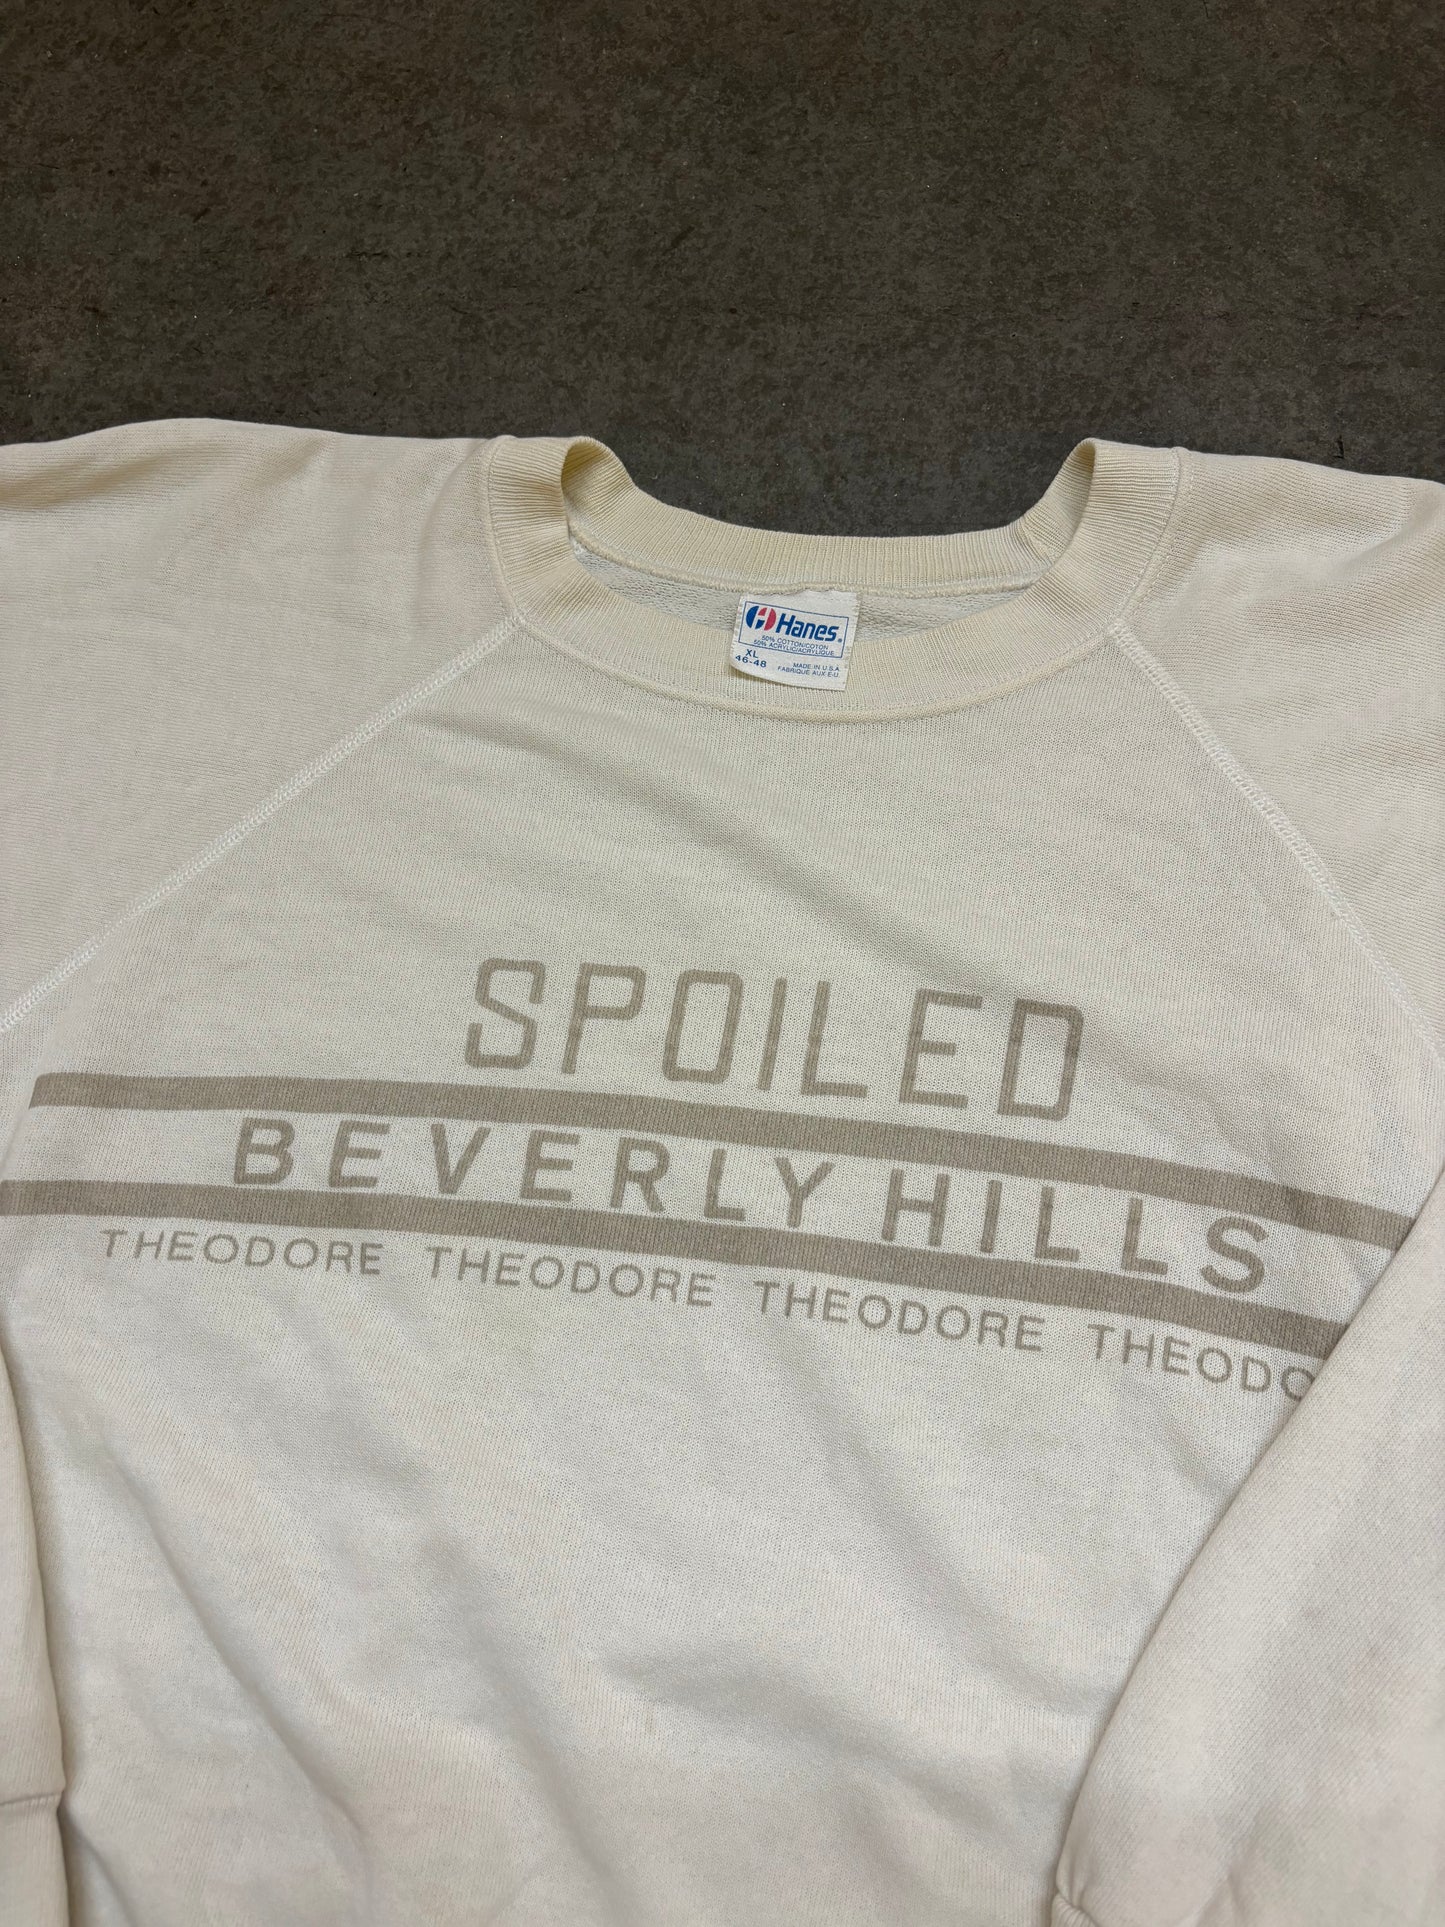 Hanes®
50% COTTON/COTON
50% ACRYLIC/ACRYLIQUE
XL
46-48
MADE IN U.S.A.
FABRIQUE AUX E-U.
SPOILED
BEVERLY HILLS
THEODORE THEODORE THEODORE THEODO